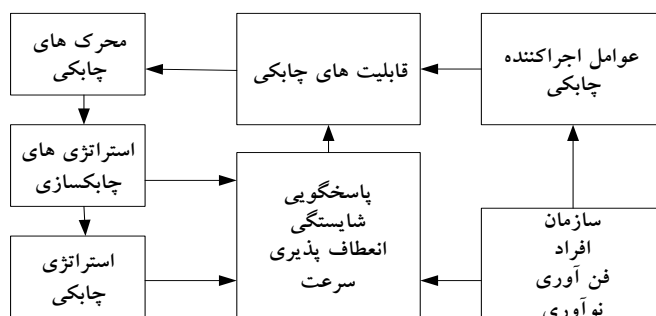 عوامل اجراکننده
چابکی
قابلیت های چابکی
محرک های
چابکی
استراتژی های
چابکسازی
پاسخگویی
شایستگی
انعطاف پذیری
سرعت
سازمان
افراد
فن آوری
نوآوری
استراتژی
چابکی